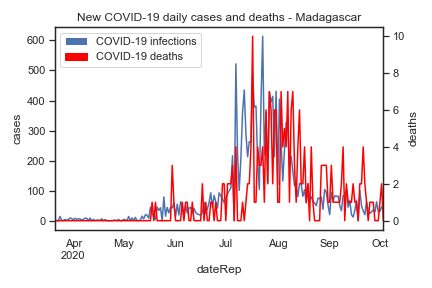 New COVID-19 daily cases and deaths - Madagascar
COVID-19 infections
COVID-19 deaths
600
500
400
300
200
100
0
cases
10
8
6
4
2
0
deaths
Apr May Jun Jul Aug Sep Oct
2020
dateRep